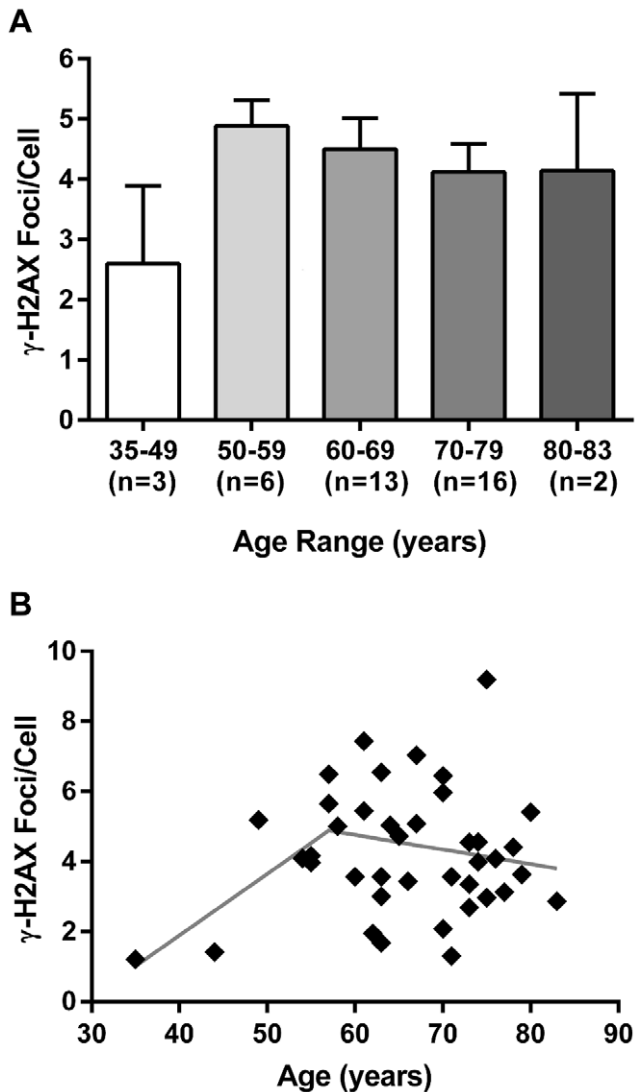 A
γ-H2AX Foci/Cell
6
5
4
3
2
1
0
35-49 50-59 60-69 70-79 80-83
(n=3) (n=6) (n=13) (n=16) (n=2)
Age Range (years)
B
γ-H2AX Foci/Cell
10
8
6
4
2
0
30 40 50 60 70 80 90
Age (years)